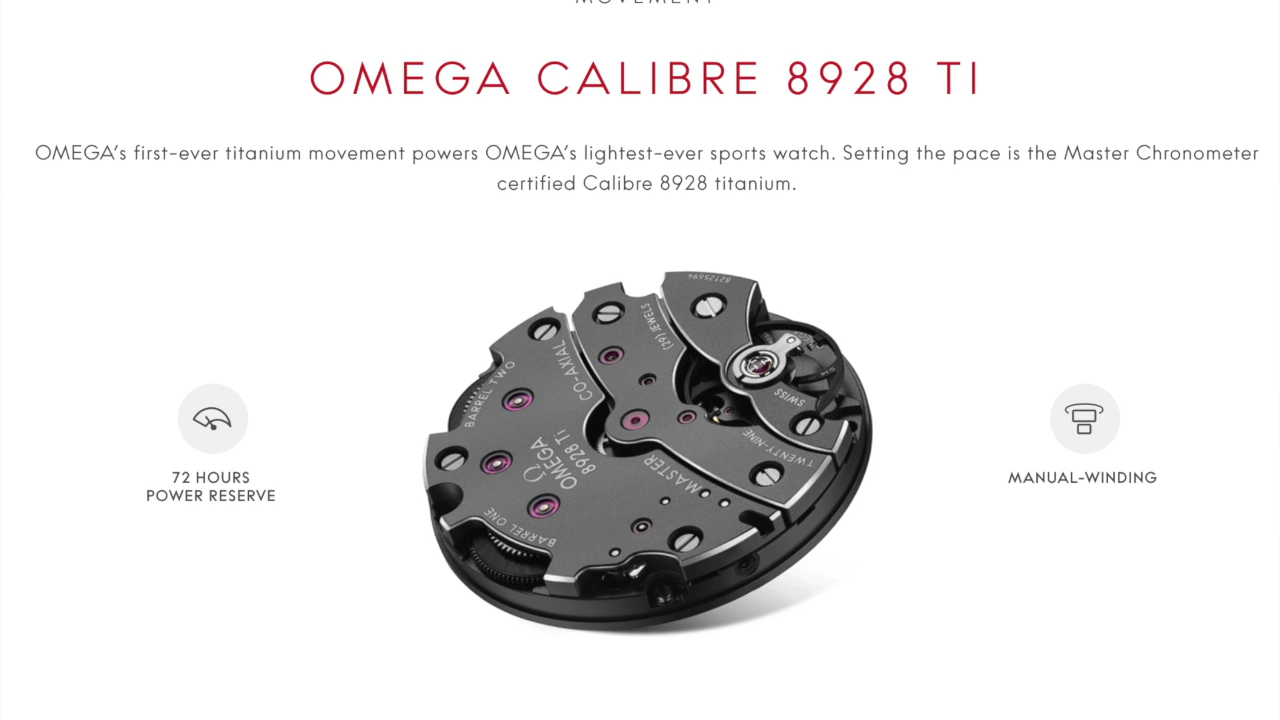 MOVEMENT
OMEGA CALIBRE 8928 TI
OMEGA’s first-ever titanium movement powers OMEGA’s lightest-ever sports watch. Setting the pace is the Master Chronometer
certified Calibre 8928 titanium.
82125694
(29) JEWELS
CO-AXIAL
BARREL TWO
SWISS
TWENTY-NINE
MASTER
Ω
OMEGA
8928 Ti
BARREL ONE
72 HOURS
POWER RESERVE
MANUAL-WINDING